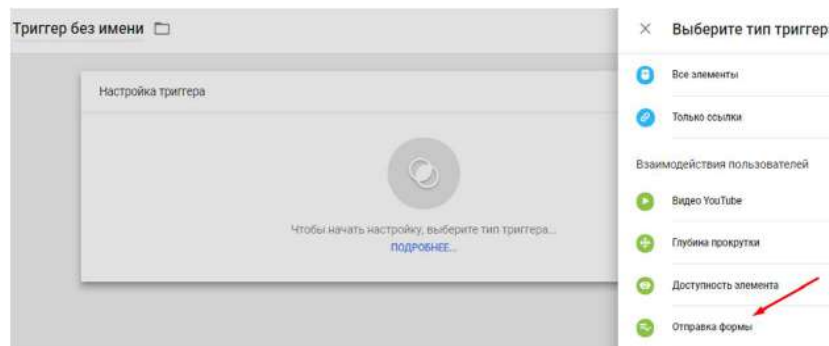 Триггер без имени
Настройка триггера
Чтобы начать настройку, выберите тип триггера...
ПОДРОБНЕЕ...
Выберите тип триггер
Все элементы
Только ссылки
Взаимодействия пользователей
Видео YouTube
Глубина прокрутки
Доступность элемента
Отправка формы